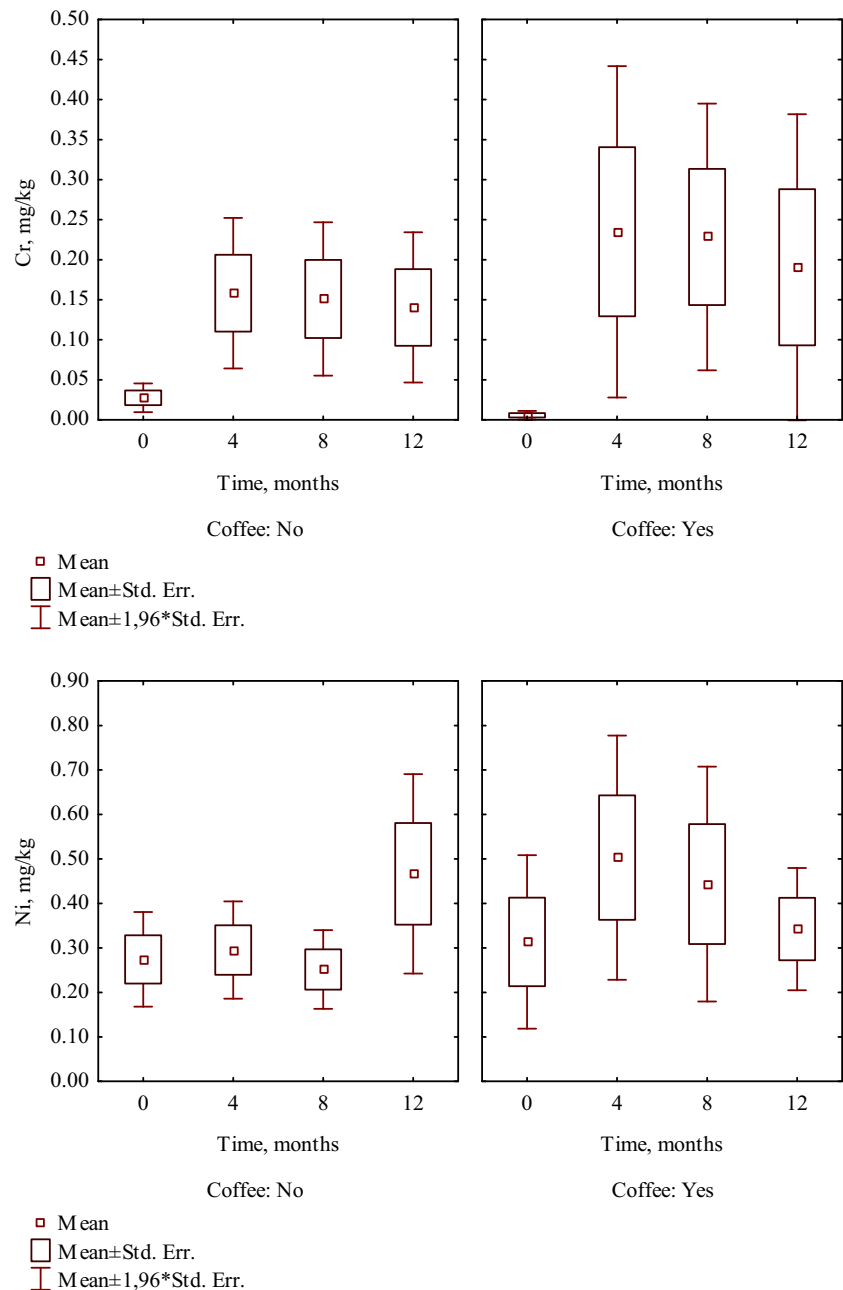 0.50
0.45
0.40
0.35
0.30
0.25
0.20
0.15
0.10
0.05
0.00
Cr, mg/kg
0 4 8 12 0 4 8 12
Time, months Time, months
Coffee: No Coffee: Yes
Mean
Mean±Std. Err.
Mean±1,96*Std. Err.
0.90
0.80
0.70
0.60
0.50
0.40
0.30
0.20
0.10
0.00
Ni, mg/kg
0 4 8 12 0 4 8 12
Time, months Time, months
Coffee: No Coffee: Yes
Mean
Mean±Std. Err.
Mean±1,96*Std. Err.